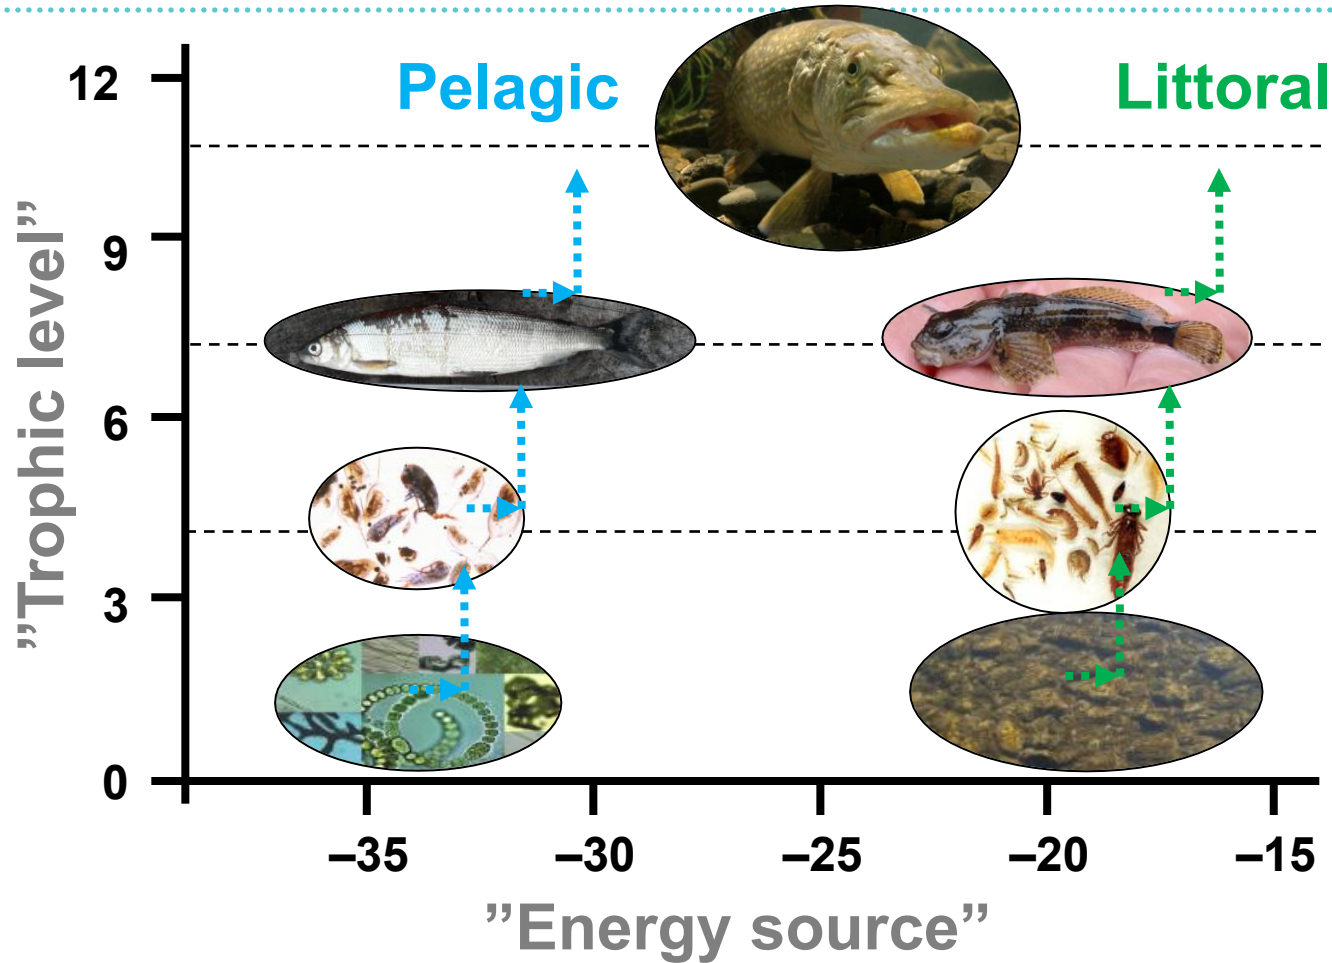 Pelagic
Littoral
12
9
6
3
0
”Trophic level”
–35
–30
–25
–20
–15
”Energy source”